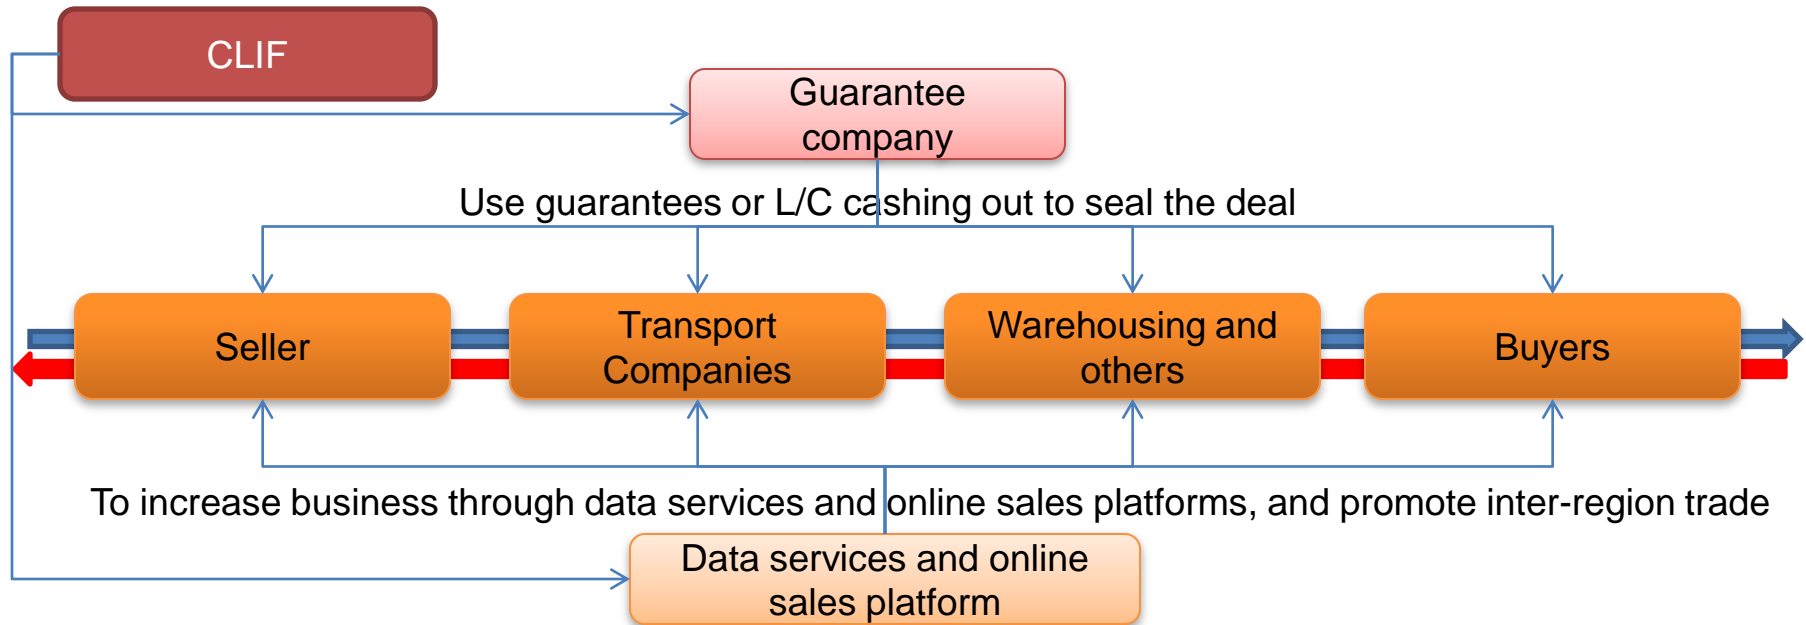 CLIF
Guarantee
company
Use guarantees or L/C cashing out to seal the deal
Seller
Transport
Companies
Warehousing and
others
Buyers
To increase business through data services and online sales platforms, and promote inter-region trade
Data services and online
sales platform